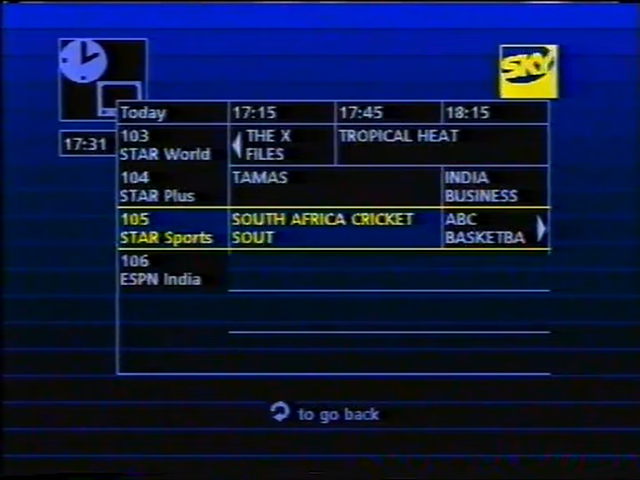 SKY
Today 17:15 17:45 18:15
17:31
103 THE X TROPICAL HEAT
STAR World FILES
104 TAMAS INDIA
STAR Plus BUSINESS
105 SOUTH AFRICA CRICKET ABC
STAR Sports SOUT BASKETBA
106
ESPN India
to go back